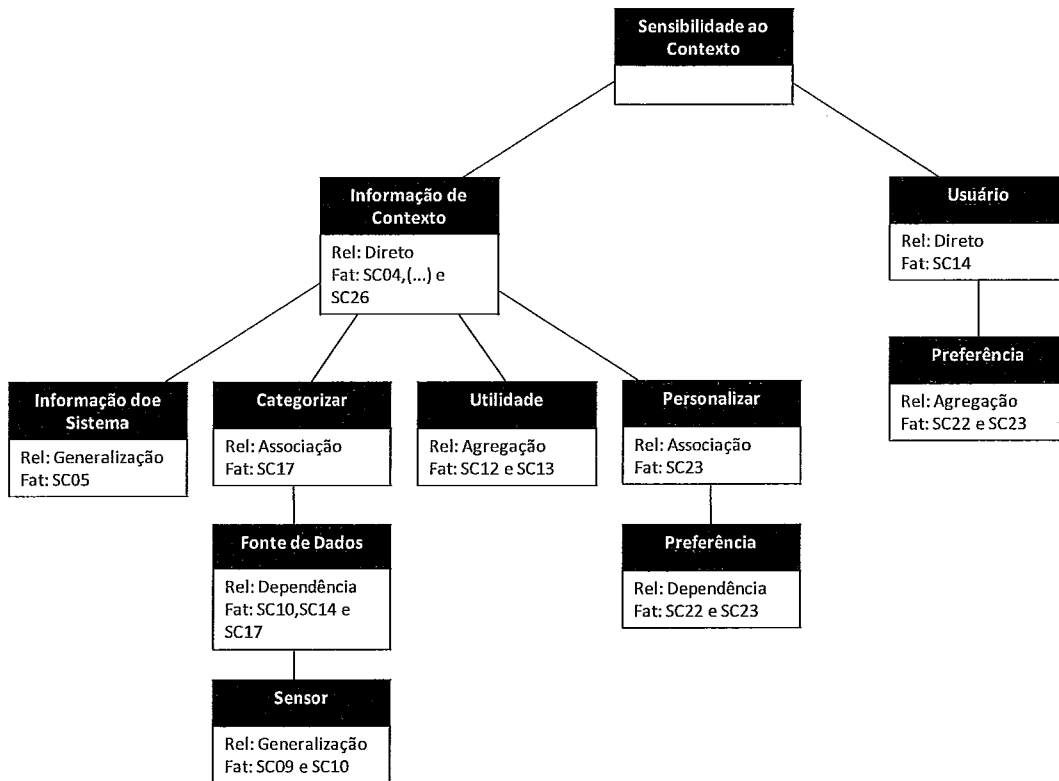 Sensibilidade ao
Contexto
Informação de
Contexto
Rel: Direto
Fat: SC04,(...) e
SC26
Usuário
Rel: Direto
Fat: SC14
Preferência
Rel: Agregação
Fat: SC22 e SC23
Informação doe
Sistema
Rel: Generalização
Fat: SC05
Categorizar
Rel: Associação
Fat: SC17
Utilidade
Rel: Agregação
Fat: SC12 e SC13
Personalizar
Rel: Associação
Fat: SC23
Fonte de Dados
Rel: Dependência
Fat: SC10,SC14 e
SC17
Preferência
Rel: Dependência
Fat: SC22 e SC23
Sensor
Rel: Generalização
Fat: SC09 e SC10